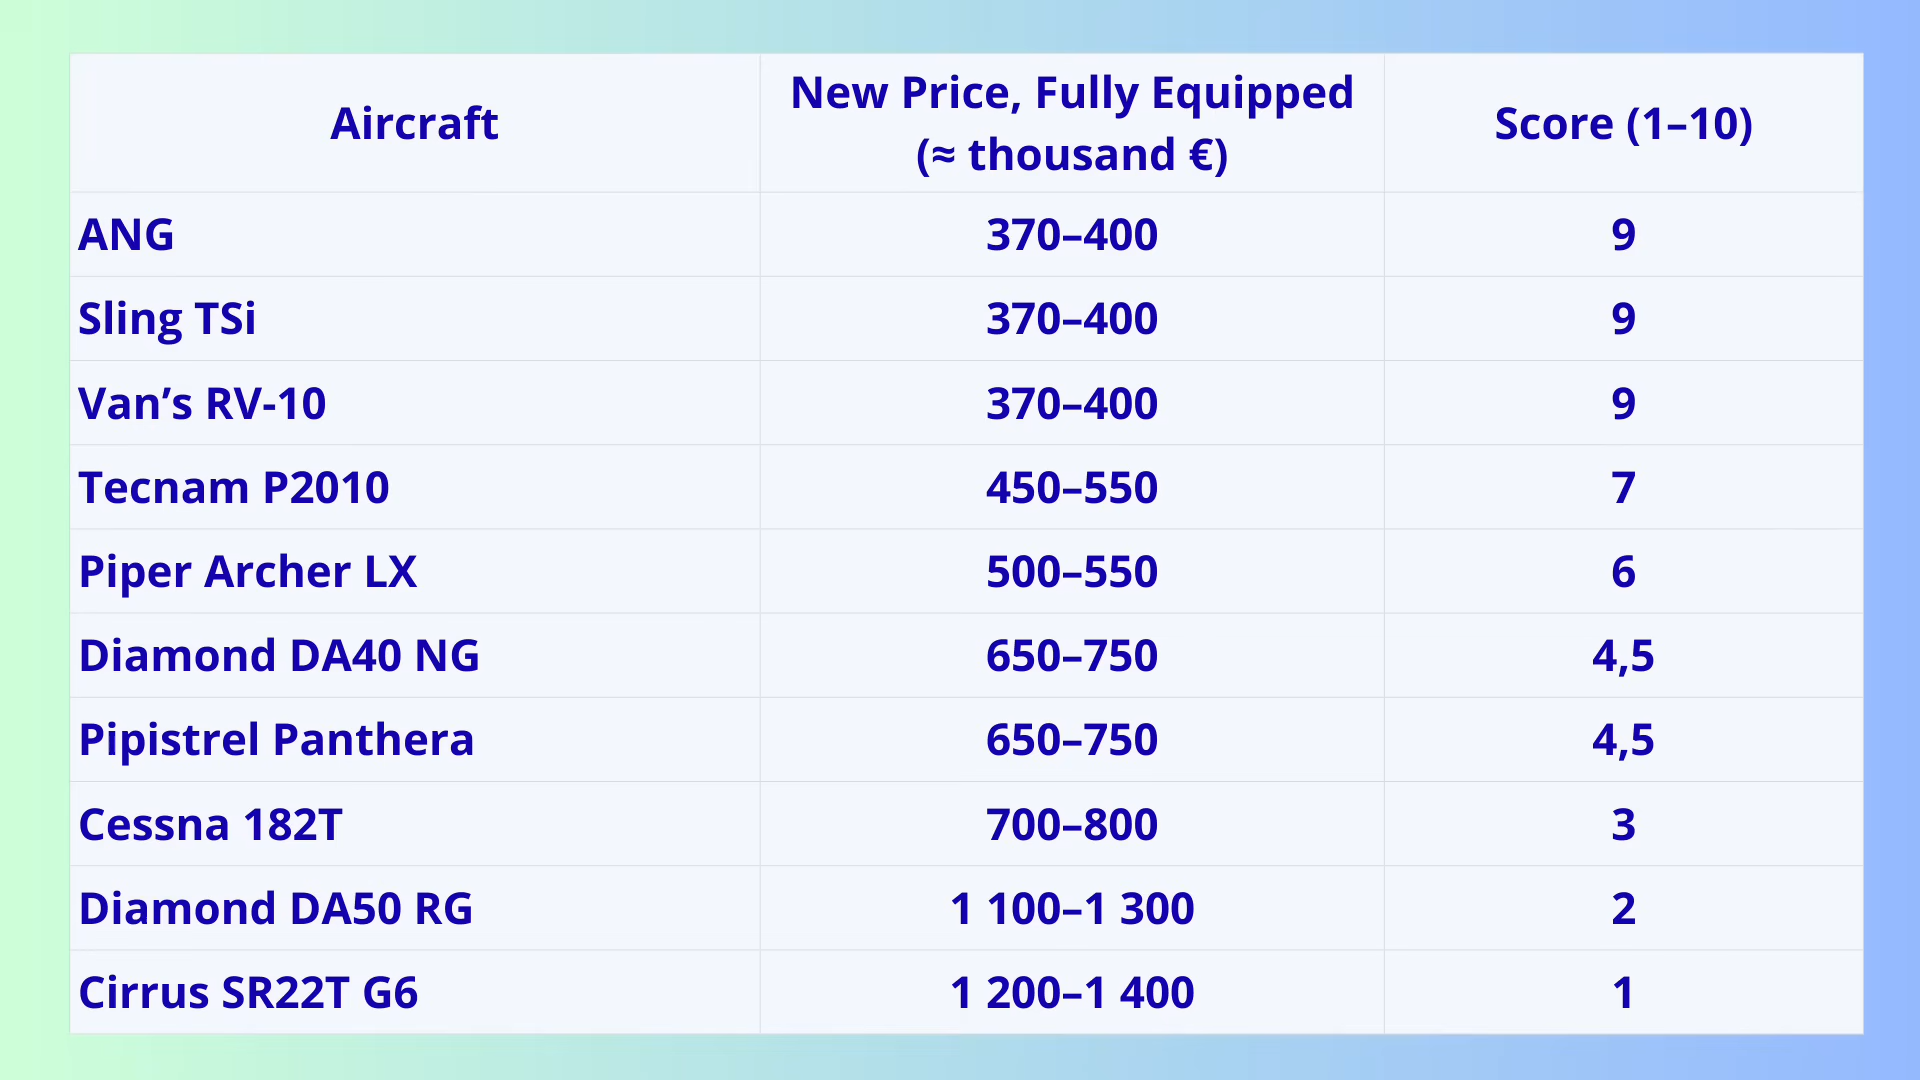 Aircraft
New Price, Fully Equipped
(≈ thousand €)
Score (1–10)
ANG 370–400 9
Sling TSi 370–400 9
Van’s RV-10 370–400 9
Tecnam P2010 450–550 7
Piper Archer LX 500–550 6
Diamond DA40 NG 650–750 4,5
Pipistrel Panthera 650–750 4,5
Cessna 182T 700–800 3
Diamond DA50 RG 1 100–1 300 2
Cirrus SR22T G6 1 200–1 400 1